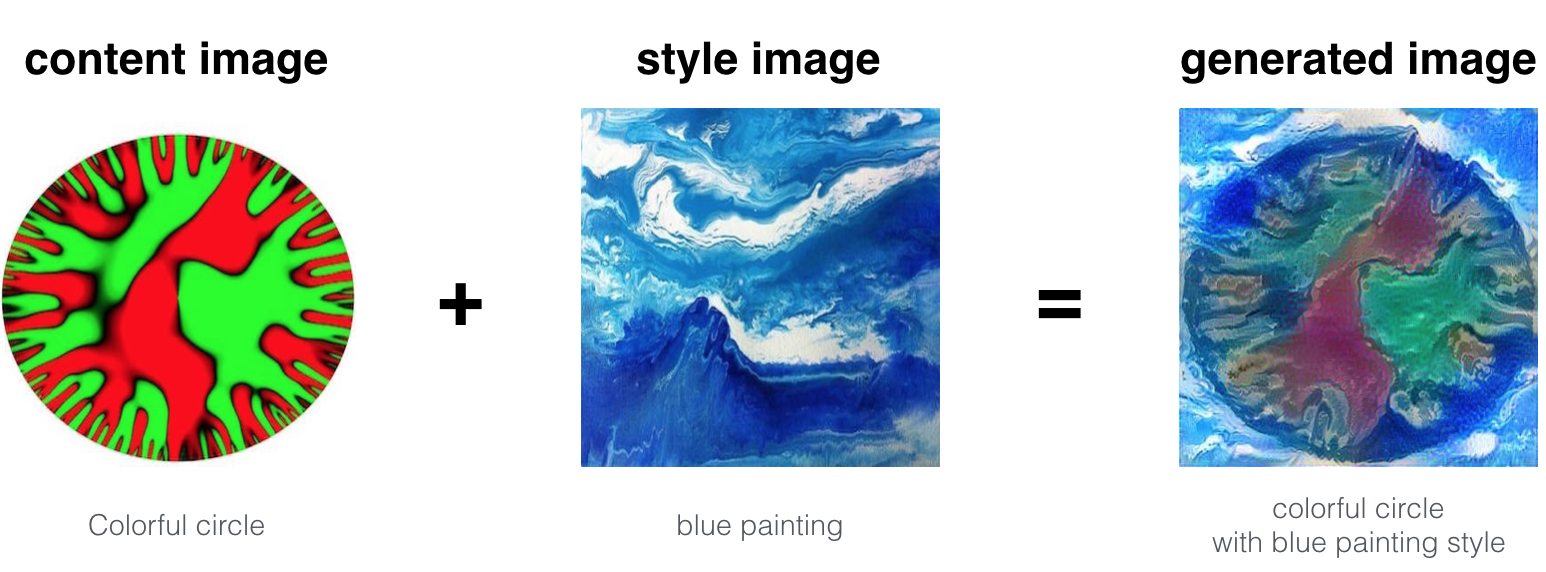 content image
style image
generated image
+
=
Colorful circle
blue painting
colorful circle
with blue painting style